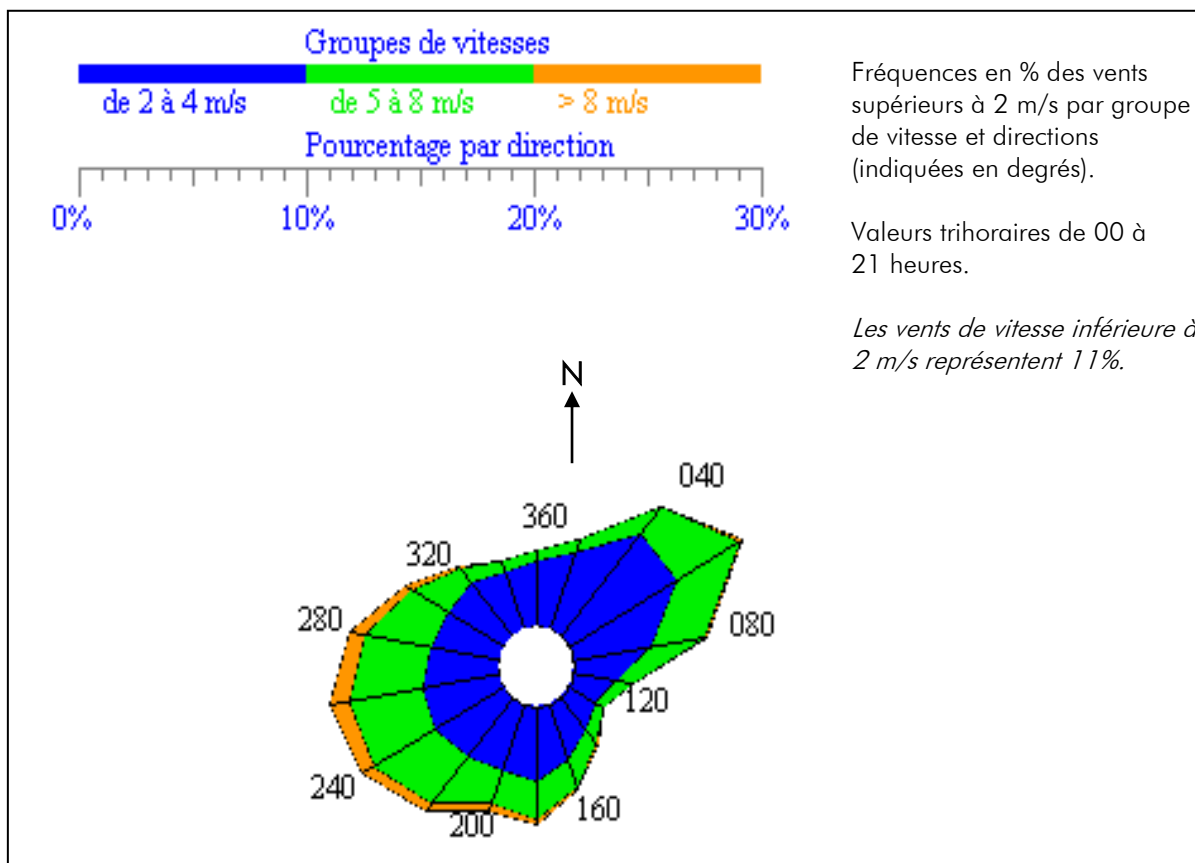 Groupes de vitesses
de 2 à 4 m/s
de 5 à 8 m/s
> 8 m/s
Pourcentage par direction
0%
10%
20%
30%
Fréquences en % des vents
supérieurs à 2 m/s par groupe
de vitesse et directions
(indiquées en degrés).
Valeurs trihoraires de 00 à
21 heures.
Les vents de vitesse inférieure à
2 m/s représentent 11%.
N
040
360
320
280
080
120
240
200
160